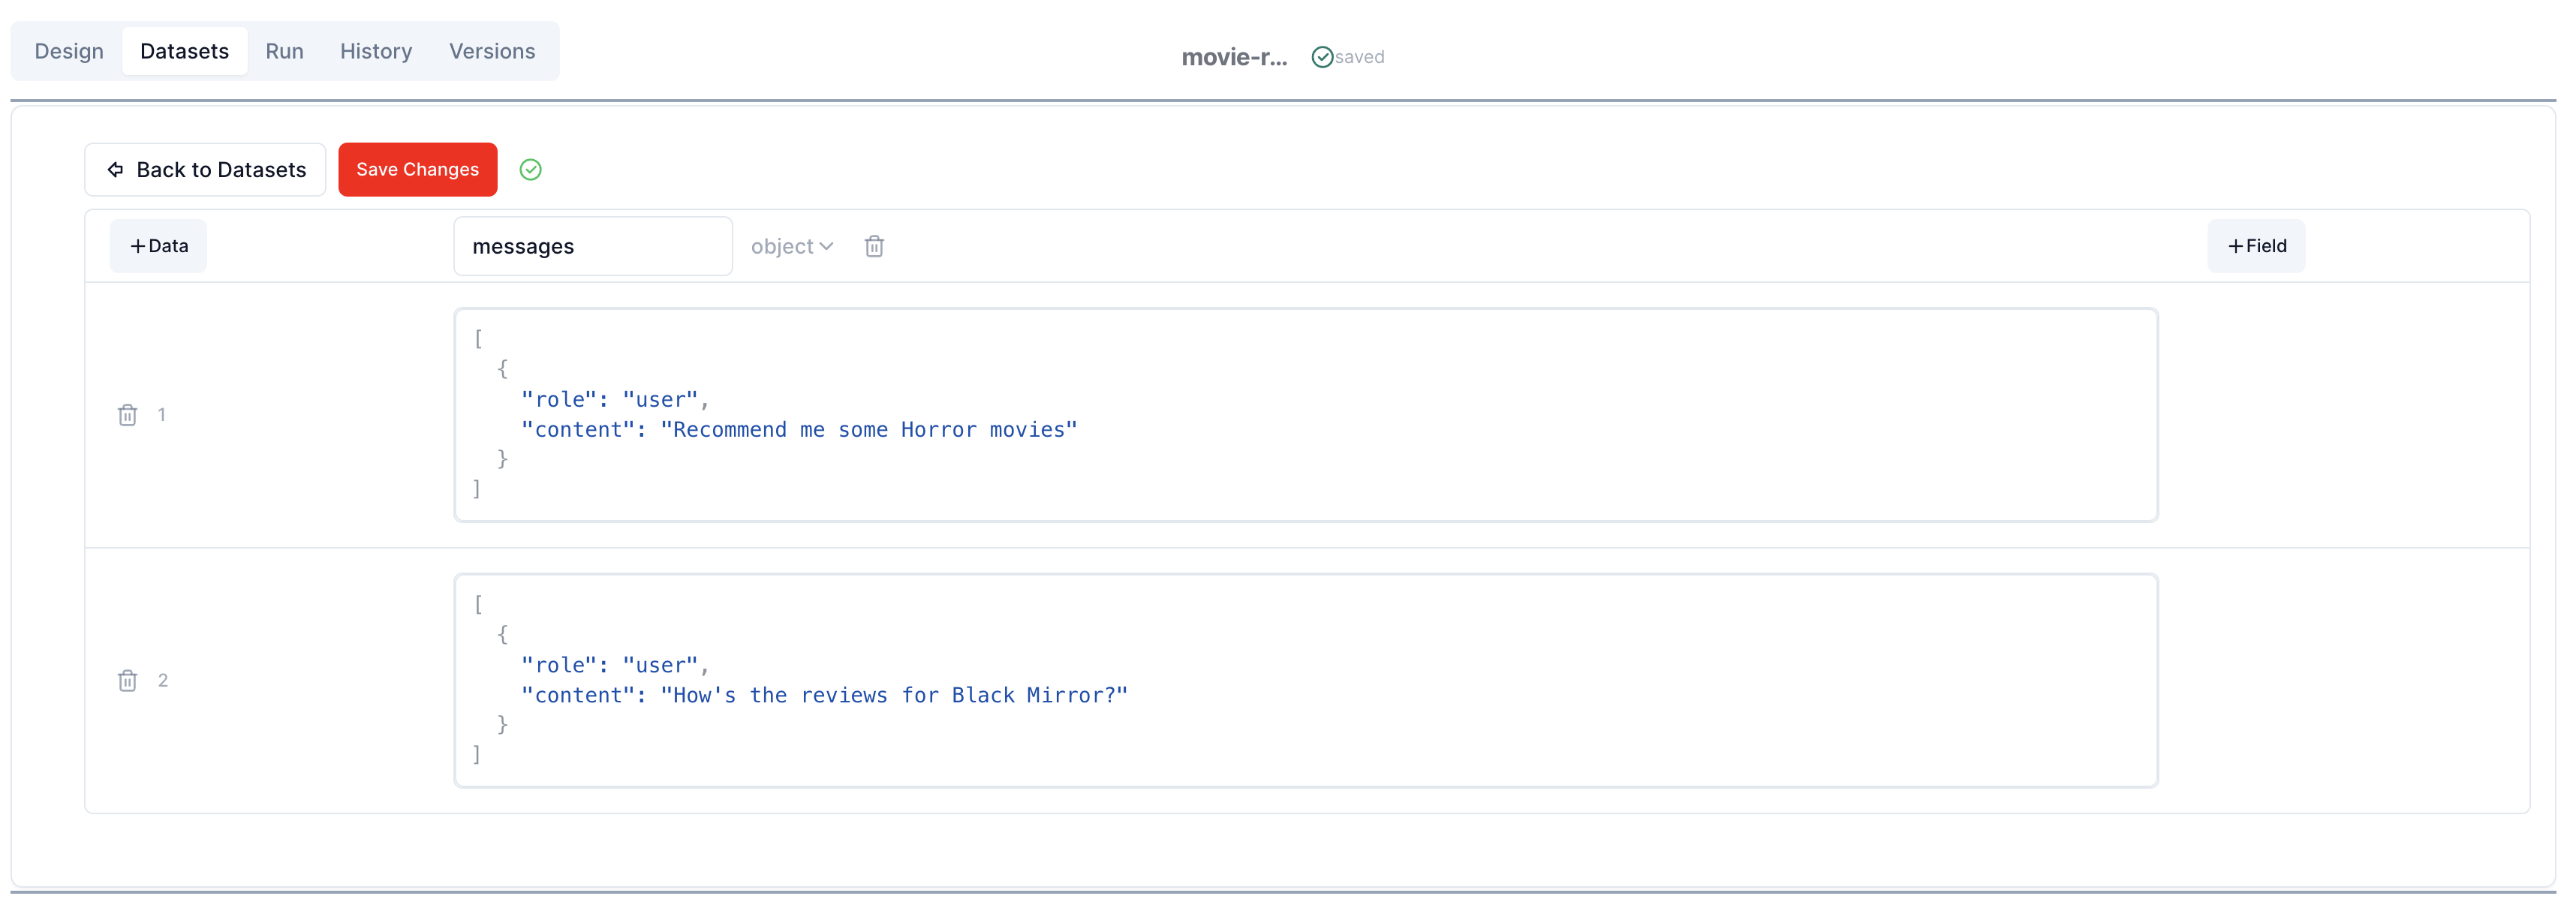 Design Datasets Run History Versions
movie-r... saved
Back to Datasets Save Changes
+Data messages object +Field
1
[
{
"role": "user",
"content": "Recommend me some Horror movies"
}
]
2
[
{
"role": "user",
"content": "How's the reviews for Black Mirror?"
}
]